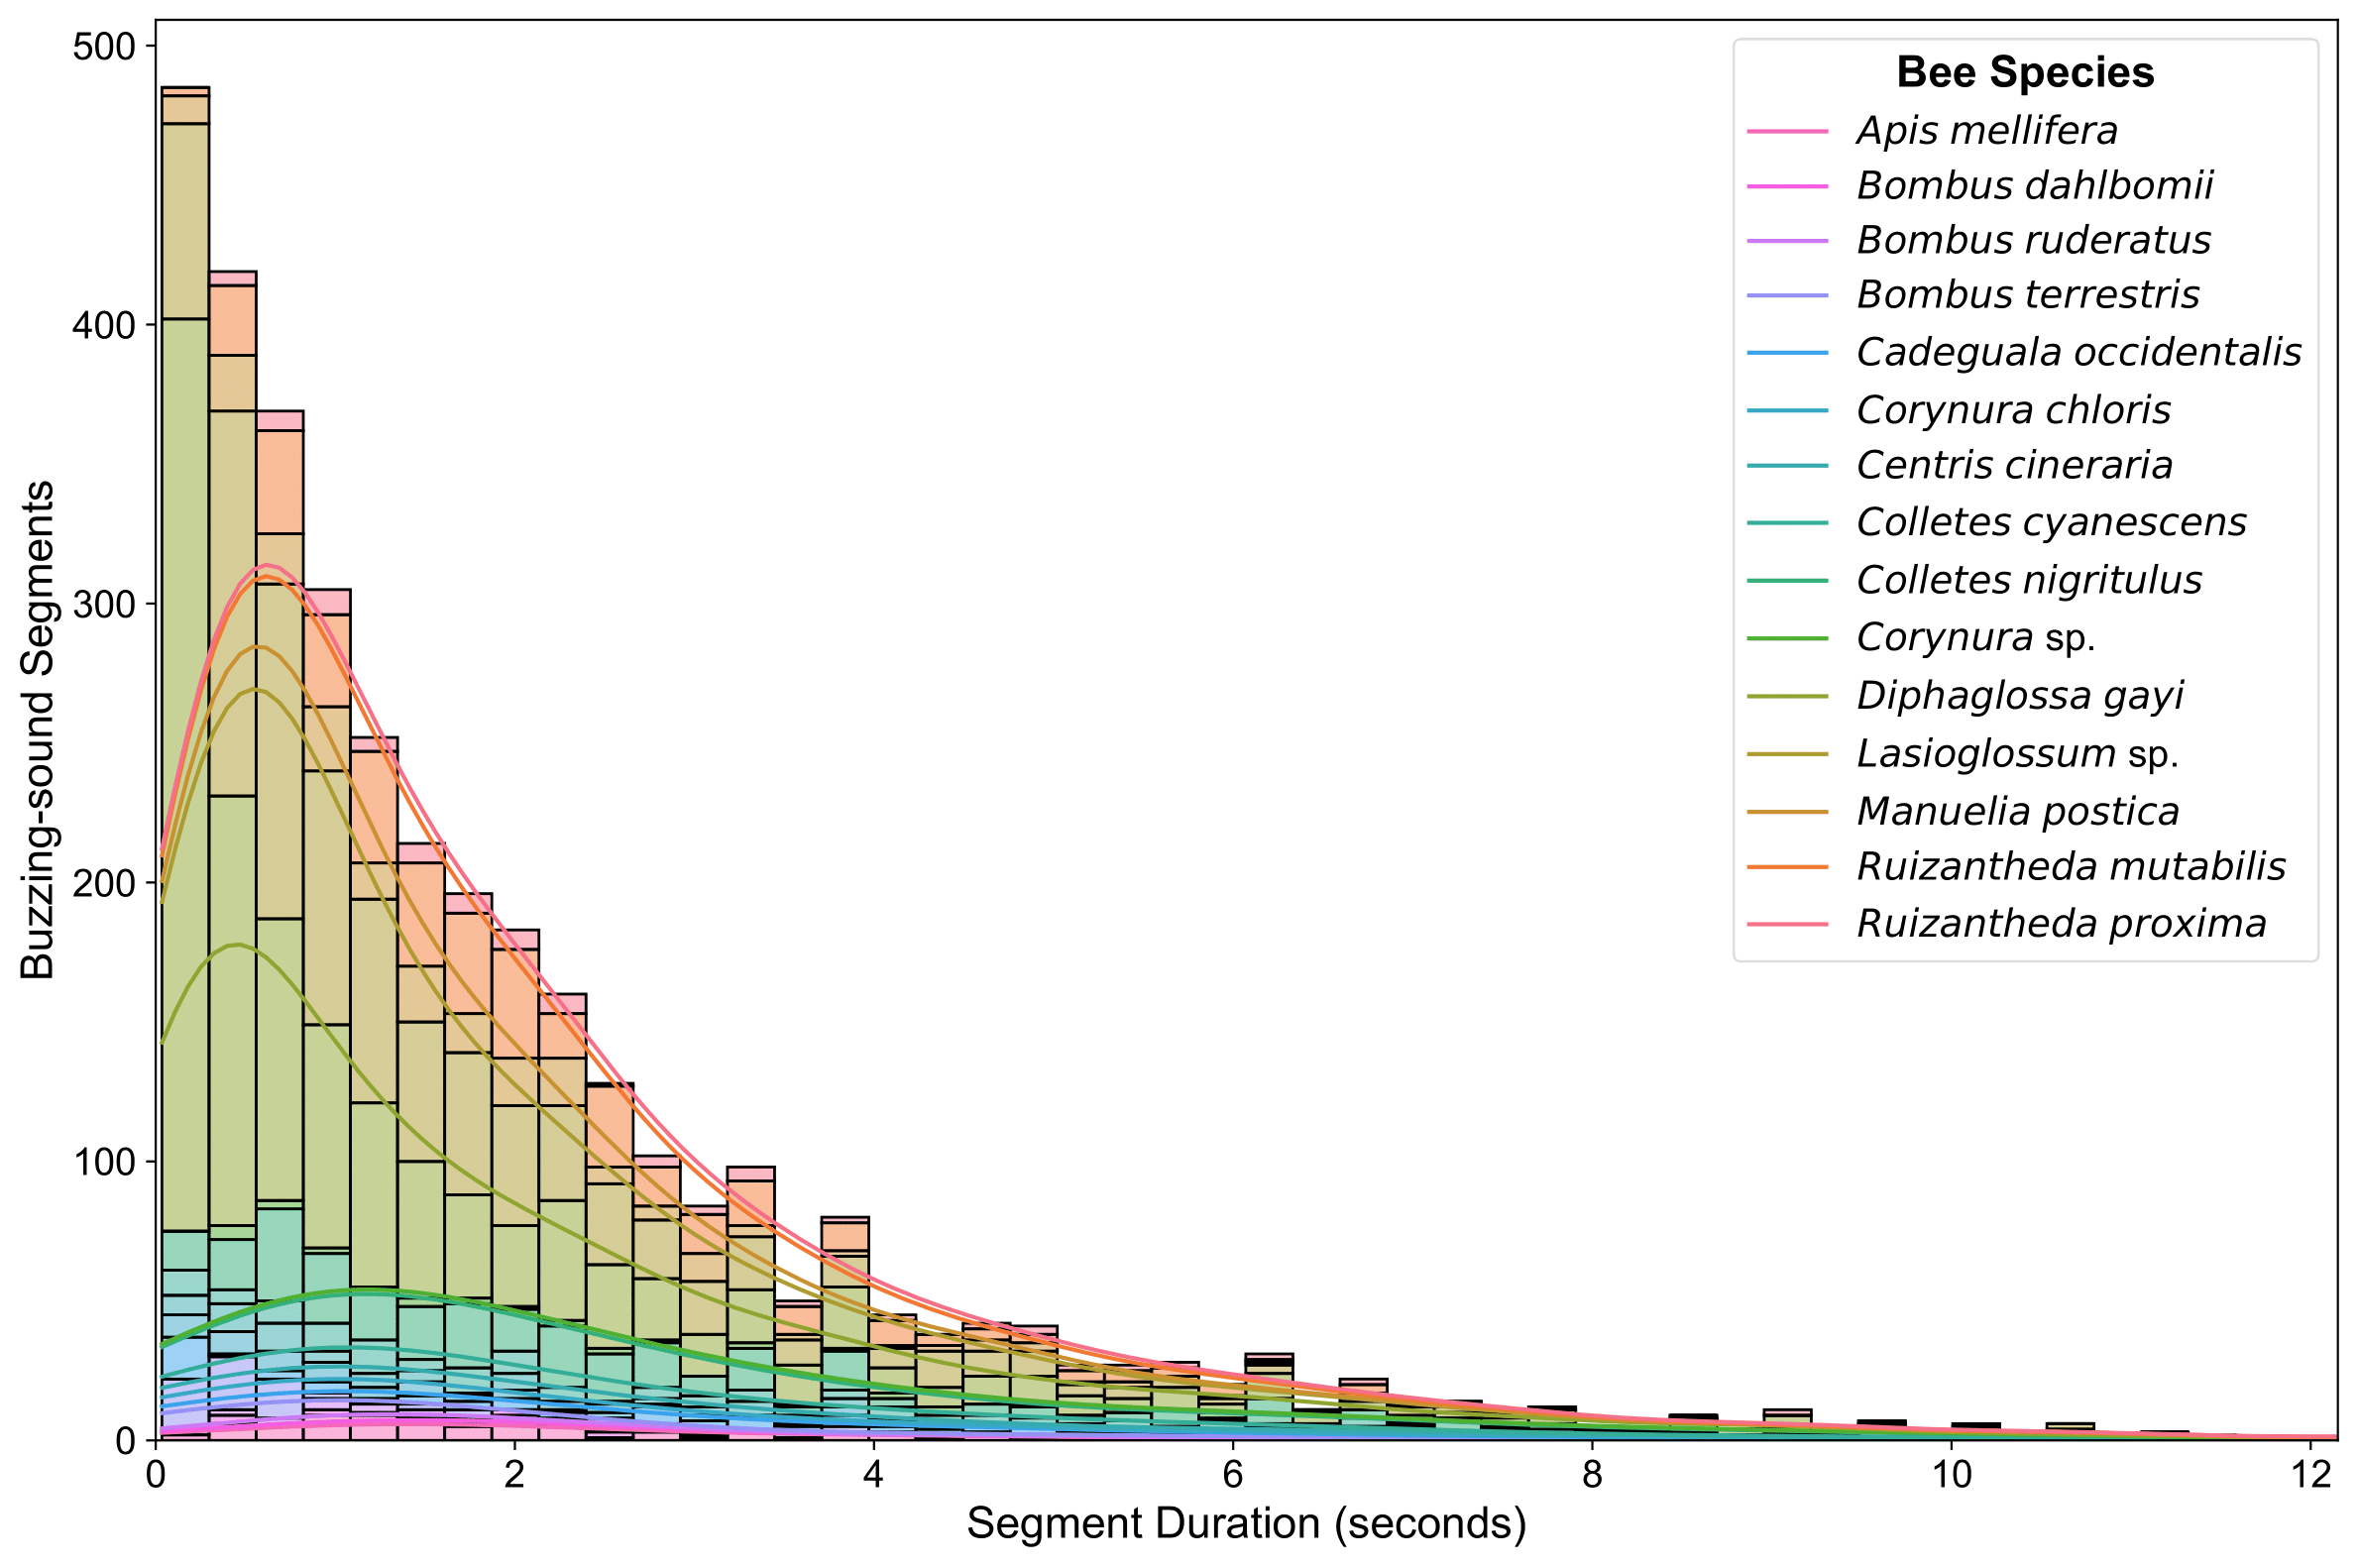 500
400
300
200
100
0
Buzzing-sound Segments
0 2 4 6 8 10 12
Segment Duration (seconds)
Bee Species
Apis mellifera
Bombus dahlbomii
Bombus ruderatus
Bombus terrestris
Cadeguala occidentalis
Corynura chloris
Centris cineraria
Colletes cyanescens
Colletes nigritulus
Corynura sp.
Diphaglossa gayi
Lasioglossum sp.
Manuelia postica
Ruizantheda mutabilis
Ruizantheda proxima